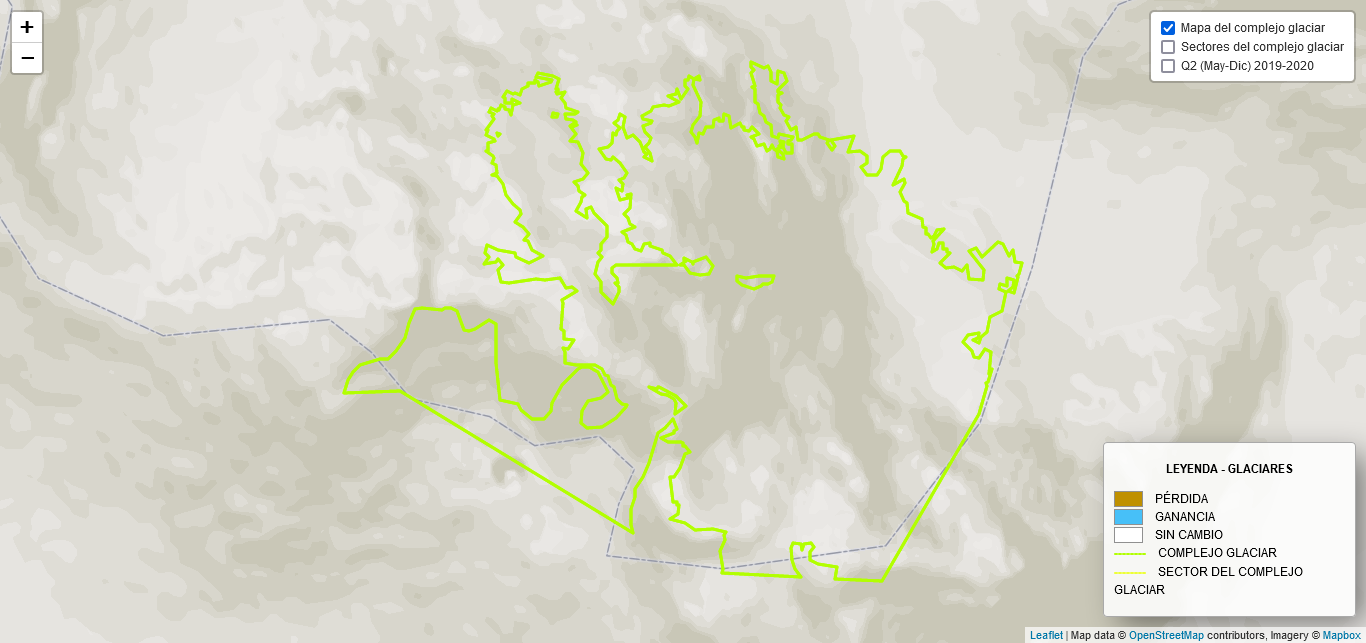 +
−
Mapa del complejo glaciar
Sectores del complejo glaciar
Q2 (May-Dic) 2019-2020
LEYENDA - GLACIARES
PÉRDIDA
GANANCIA
SIN CAMBIO
COMPLEJO GLACIAR
SECTOR DEL COMPLEJO
GLACIAR
Leaflet | Map data © OpenStreetMap contributors, Imagery © Mapbox